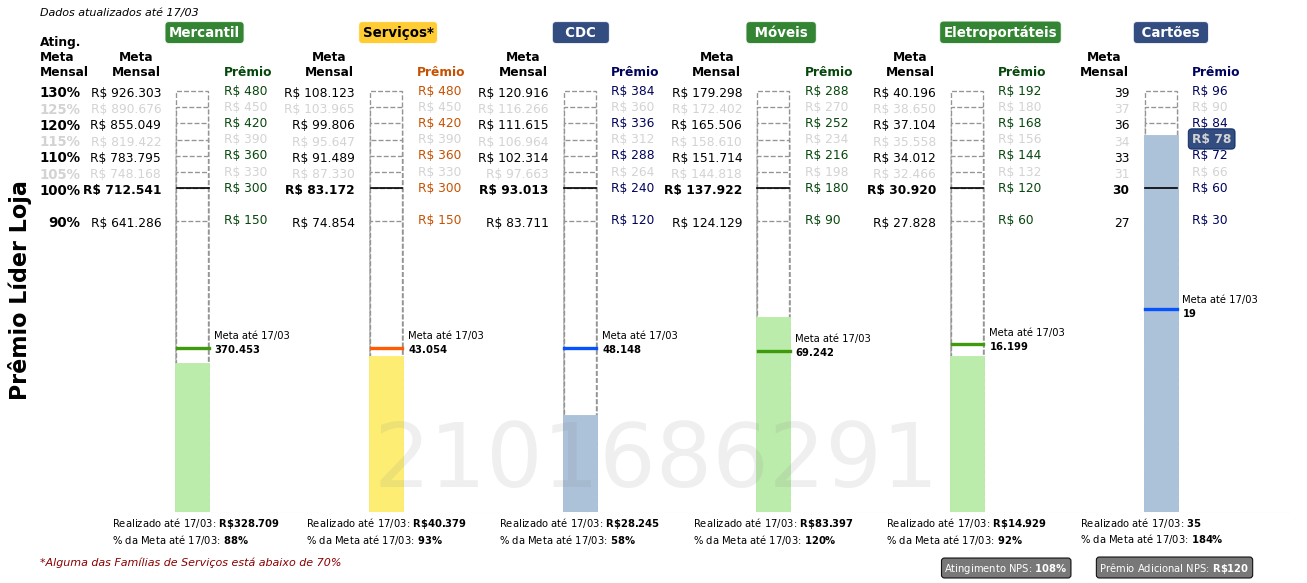 Dados atualizados até 17/03
Mercantil Serviços* CDC Móveis Eletroportáteis Cartões
Ating. Meta Mensal
Meta Mensal Prêmio Meta Mensal Prêmio Meta Mensal Prêmio Meta Mensal Prêmio Meta Mensal Prêmio Meta Mensal Prêmio
130% R$ 926.303 R$ 480 R$ 108.123 R$ 480 R$ 120.916 R$ 384 R$ 179.298 R$ 288 R$ 40.196 R$ 192 39 R$ 96
125% R$ 890.676 R$ 450 R$ 103.965 R$ 450 R$ 116.266 R$ 360 R$ 172.402 R$ 270 R$ 38.650 R$ 180 37 R$ 90
120% R$ 855.049 R$ 420 R$ 99.806 R$ 420 R$ 111.615 R$ 336 R$ 165.506 R$ 252 R$ 37.104 R$ 168 36 R$ 84
115% R$ 819.422 R$ 390 R$ 95.647 R$ 390 R$ 106.964 R$ 312 R$ 158.610 R$ 234 R$ 35.558 R$ 156 34 R$ 78
110% R$ 783.795 R$ 360 R$ 91.489 R$ 360 R$ 102.314 R$ 288 R$ 151.714 R$ 216 R$ 34.012 R$ 144 33 R$ 72
105% R$ 748.168 R$ 330 R$ 87.330 R$ 330 R$ 97.663 R$ 264 R$ 144.818 R$ 198 R$ 32.466 R$ 132 31 R$ 66
100% R$ 712.541 R$ 300 R$ 83.172 R$ 300 R$ 93.013 R$ 240 R$ 137.922 R$ 180 R$ 30.920 R$ 120 30 R$ 60
90% R$ 641.286 R$ 150 R$ 74.854 R$ 150 R$ 83.711 R$ 120 R$ 124.129 R$ 90 R$ 27.828 R$ 60 27 R$ 30
Prêmio Líder Loja
Meta até 17/03 Meta até 17/03 Meta até 17/03 Meta até 17/03 Meta até 17/03 Meta até 17/03
370.453 43.054 48.148 69.242 16.199 19
2101686291
Realizado até 17/03: R$328.709 Realizado até 17/03: R$40.379 Realizado até 17/03: R$28.245 Realizado até 17/03: R$83.397 Realizado até 17/03: R$14.929 Realizado até 17/03: 35
% da Meta até 17/03: 88% % da Meta até 17/03: 93% % da Meta até 17/03: 58% % da Meta até 17/03: 120% % da Meta até 17/03: 92% % da Meta até 17/03: 184%
*Alguma das Famílias de Serviços está abaixo de 70%
Atingimento NPS: 108% Prêmio Adicional NPS: R$120